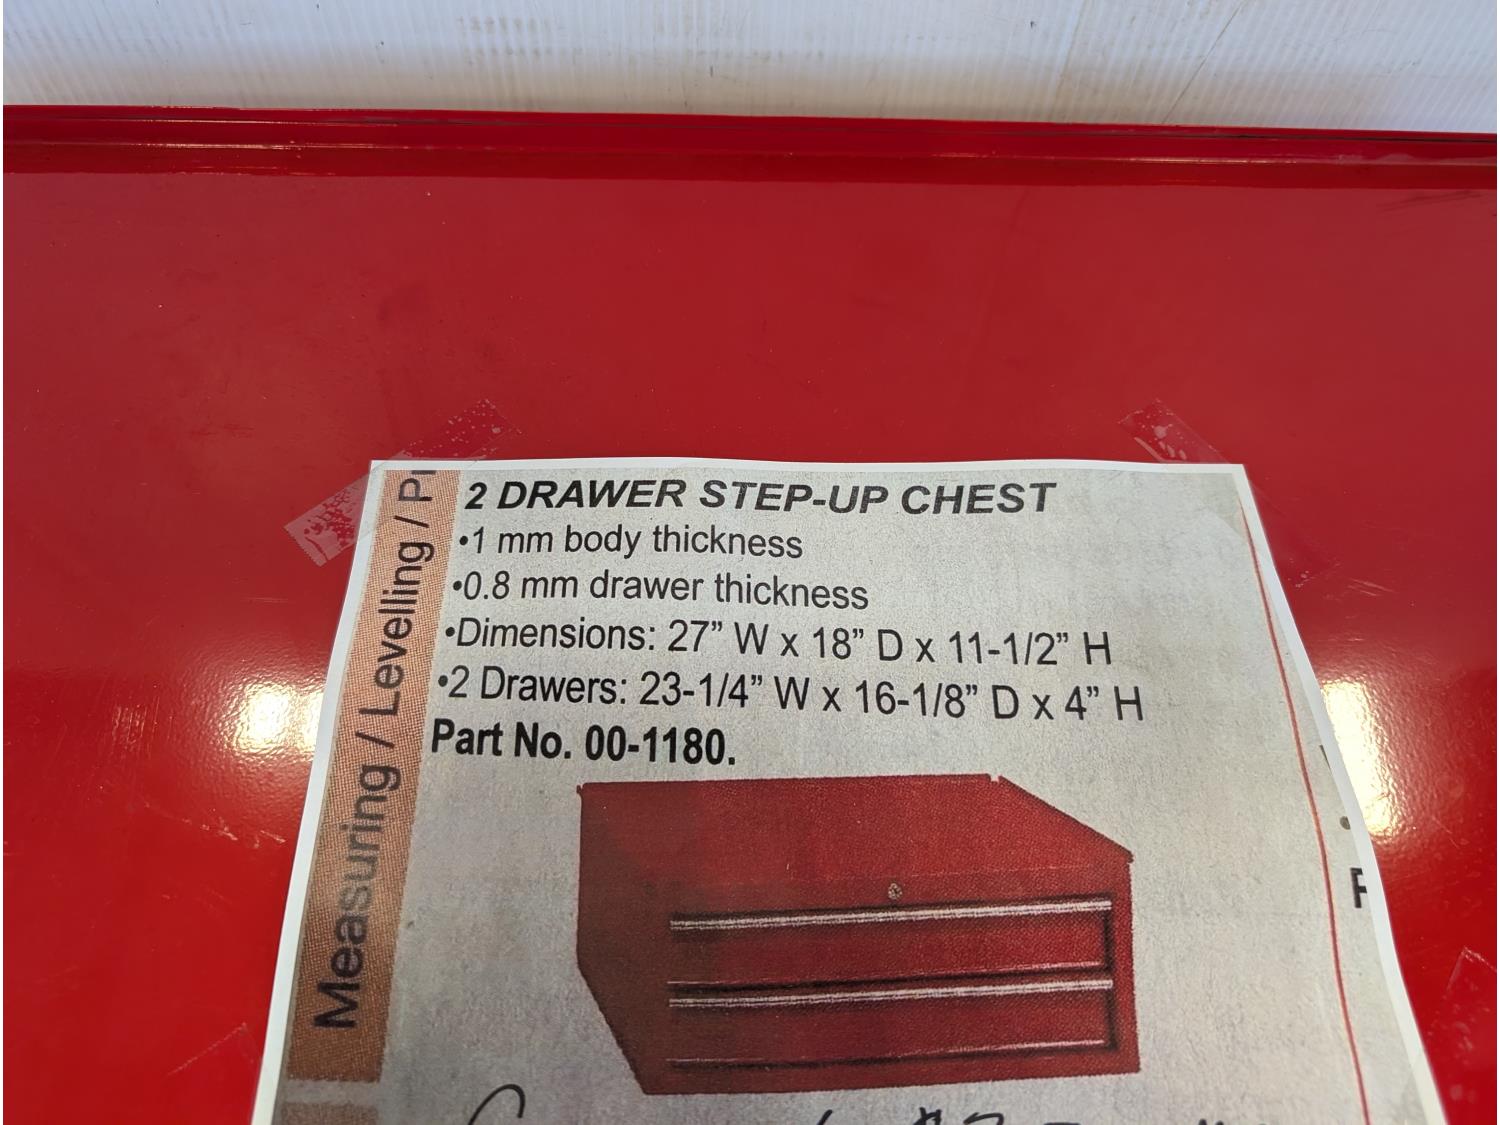 2 DRAWER STEP-UP CHEST
•1 mm body thickness
•0.8 mm drawer thickness
•Dimensions: 27” W x 18” D x 11-1/2” H
•2 Drawers: 23-1/4” W x 16-1/8” D x 4” H
Part No. 00-1180.
Measuring / Levelling /